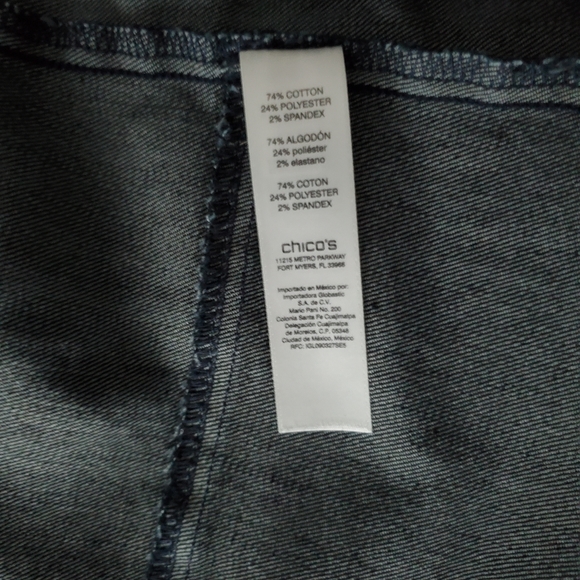 74% COTTON
24% POLYESTER
2% SPANDEX
74% ALGODÓN
24% poliéster
2% elastano
74% COTON
24% POLYESTER
2% SPANDEX
chico's
11215 METRO PARKWAY
FORT MYERS, FL 33966
Importado en México por:
Importadora Globastic
S.A. de C.V.
Mario Pani No. 200
Colonia Santa Fe Cuajimalpa
Delegación Cuajimalpa
de Morelos, C.P. 05348
Ciudad de México, México
RFC: IGL090327SE5